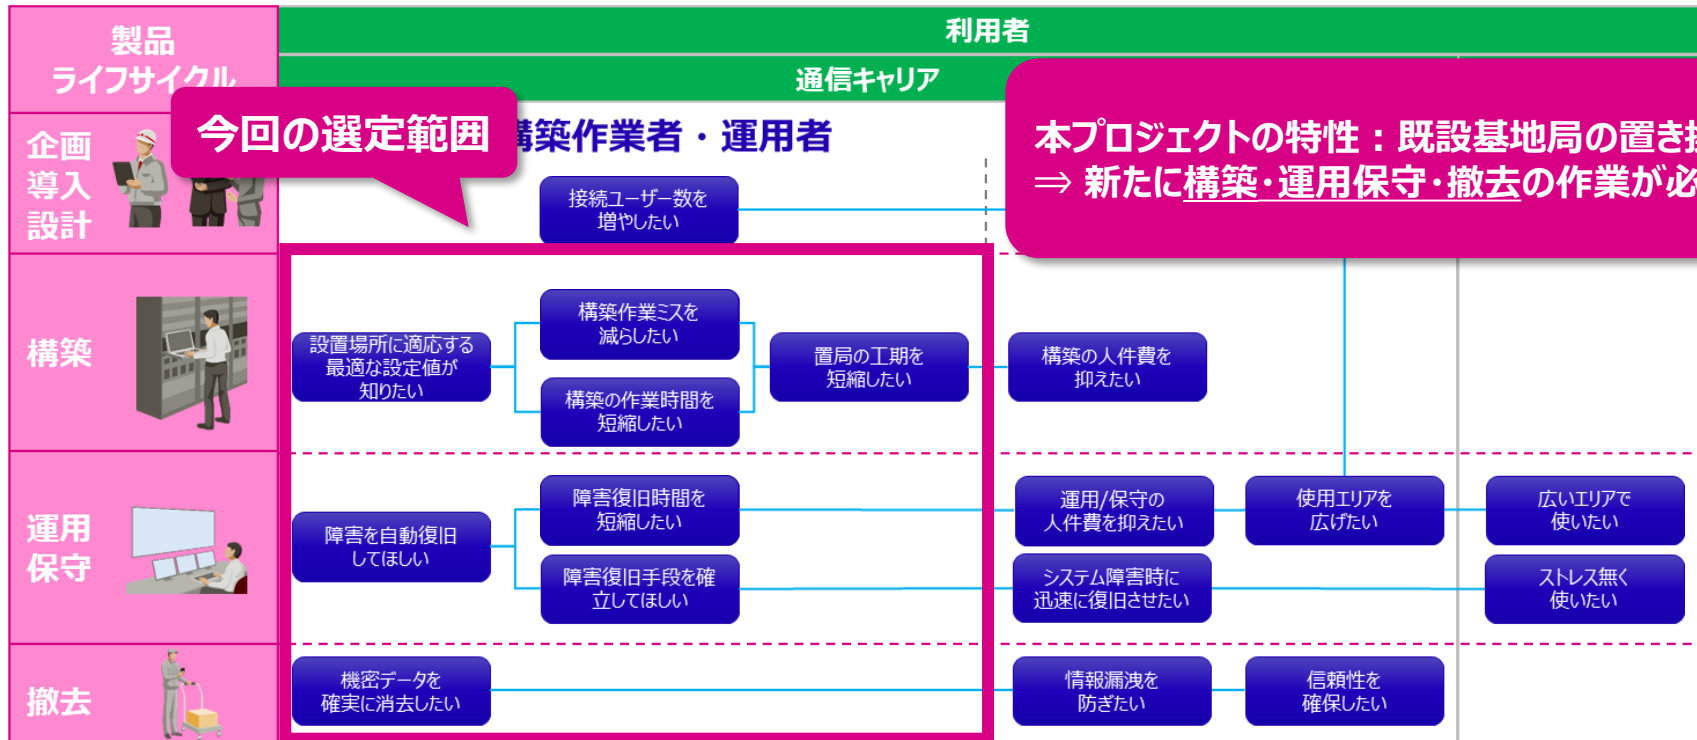 製品
ライフサイクル
利用者
通信キャリア
今回の選定範囲
構築作業者・運用者
本プロジェクトの特性：既設基地局の置き換
⇒ 新たに構築・運用保守・撤去の作業が必
企画
導入
設計
接続ユーザー数を
増やしたい
構築
設置場所に適応する
最適な設定値が
知りたい
構築作業ミスを
減らしたい
構築の作業時間を
短縮したい
置局の工期を
短縮したい
構築の人件費を
抑えたい
運用
保守
障害を自動復旧
してほしい
障害復旧時間を
短縮したい
障害復旧手段を確
立してほしい
運用/保守の
人件費を抑えたい
使用エリアを
広げたい
広いエリアで
使いたい
システム障害時に
迅速に復旧させたい
ストレス無く
使いたい
撤去
機密データを
確実に消去したい
情報漏洩を
防ぎたい
信頼性を
確保したい